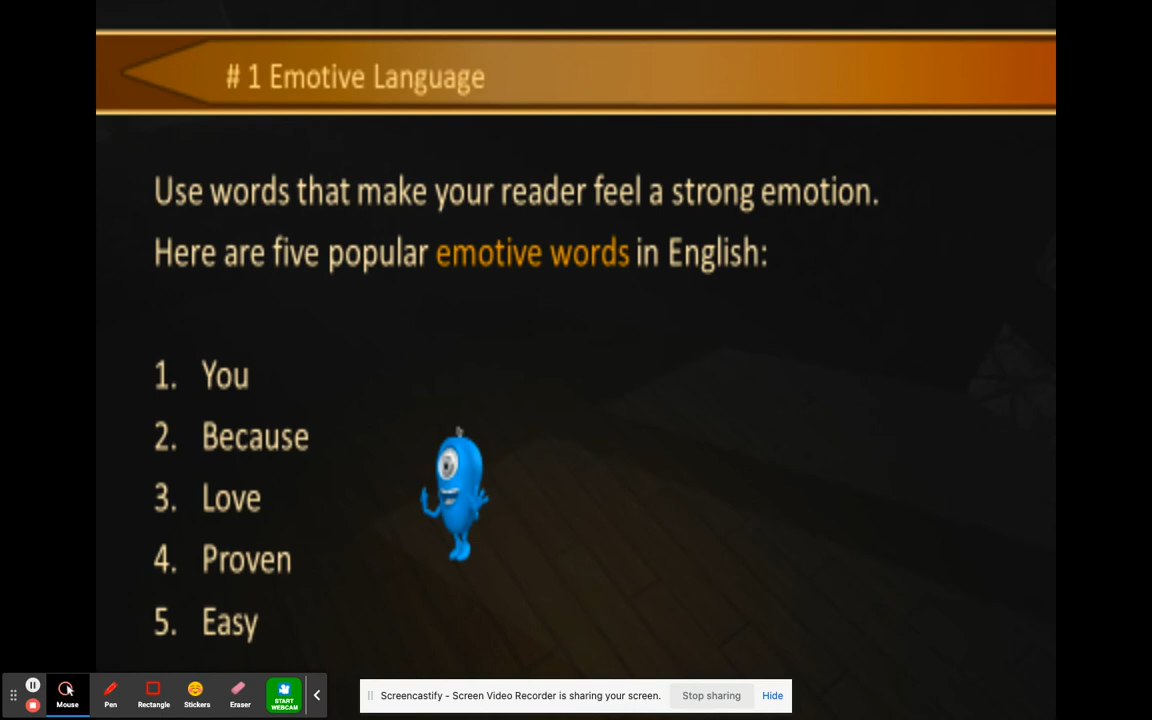 # 1 Emotive Language
Use words that make your reader feel a strong emotion.
Here are five popular emotive words in English:
1. You
2. Because
3. Love
4. Proven
5. Easy
Mouse
Pen
Rectangle
Stickers
Eraser
START
WEBCAM
Screencastify - Screen Video Recorder is sharing your screen.
Stop sharing
Hide